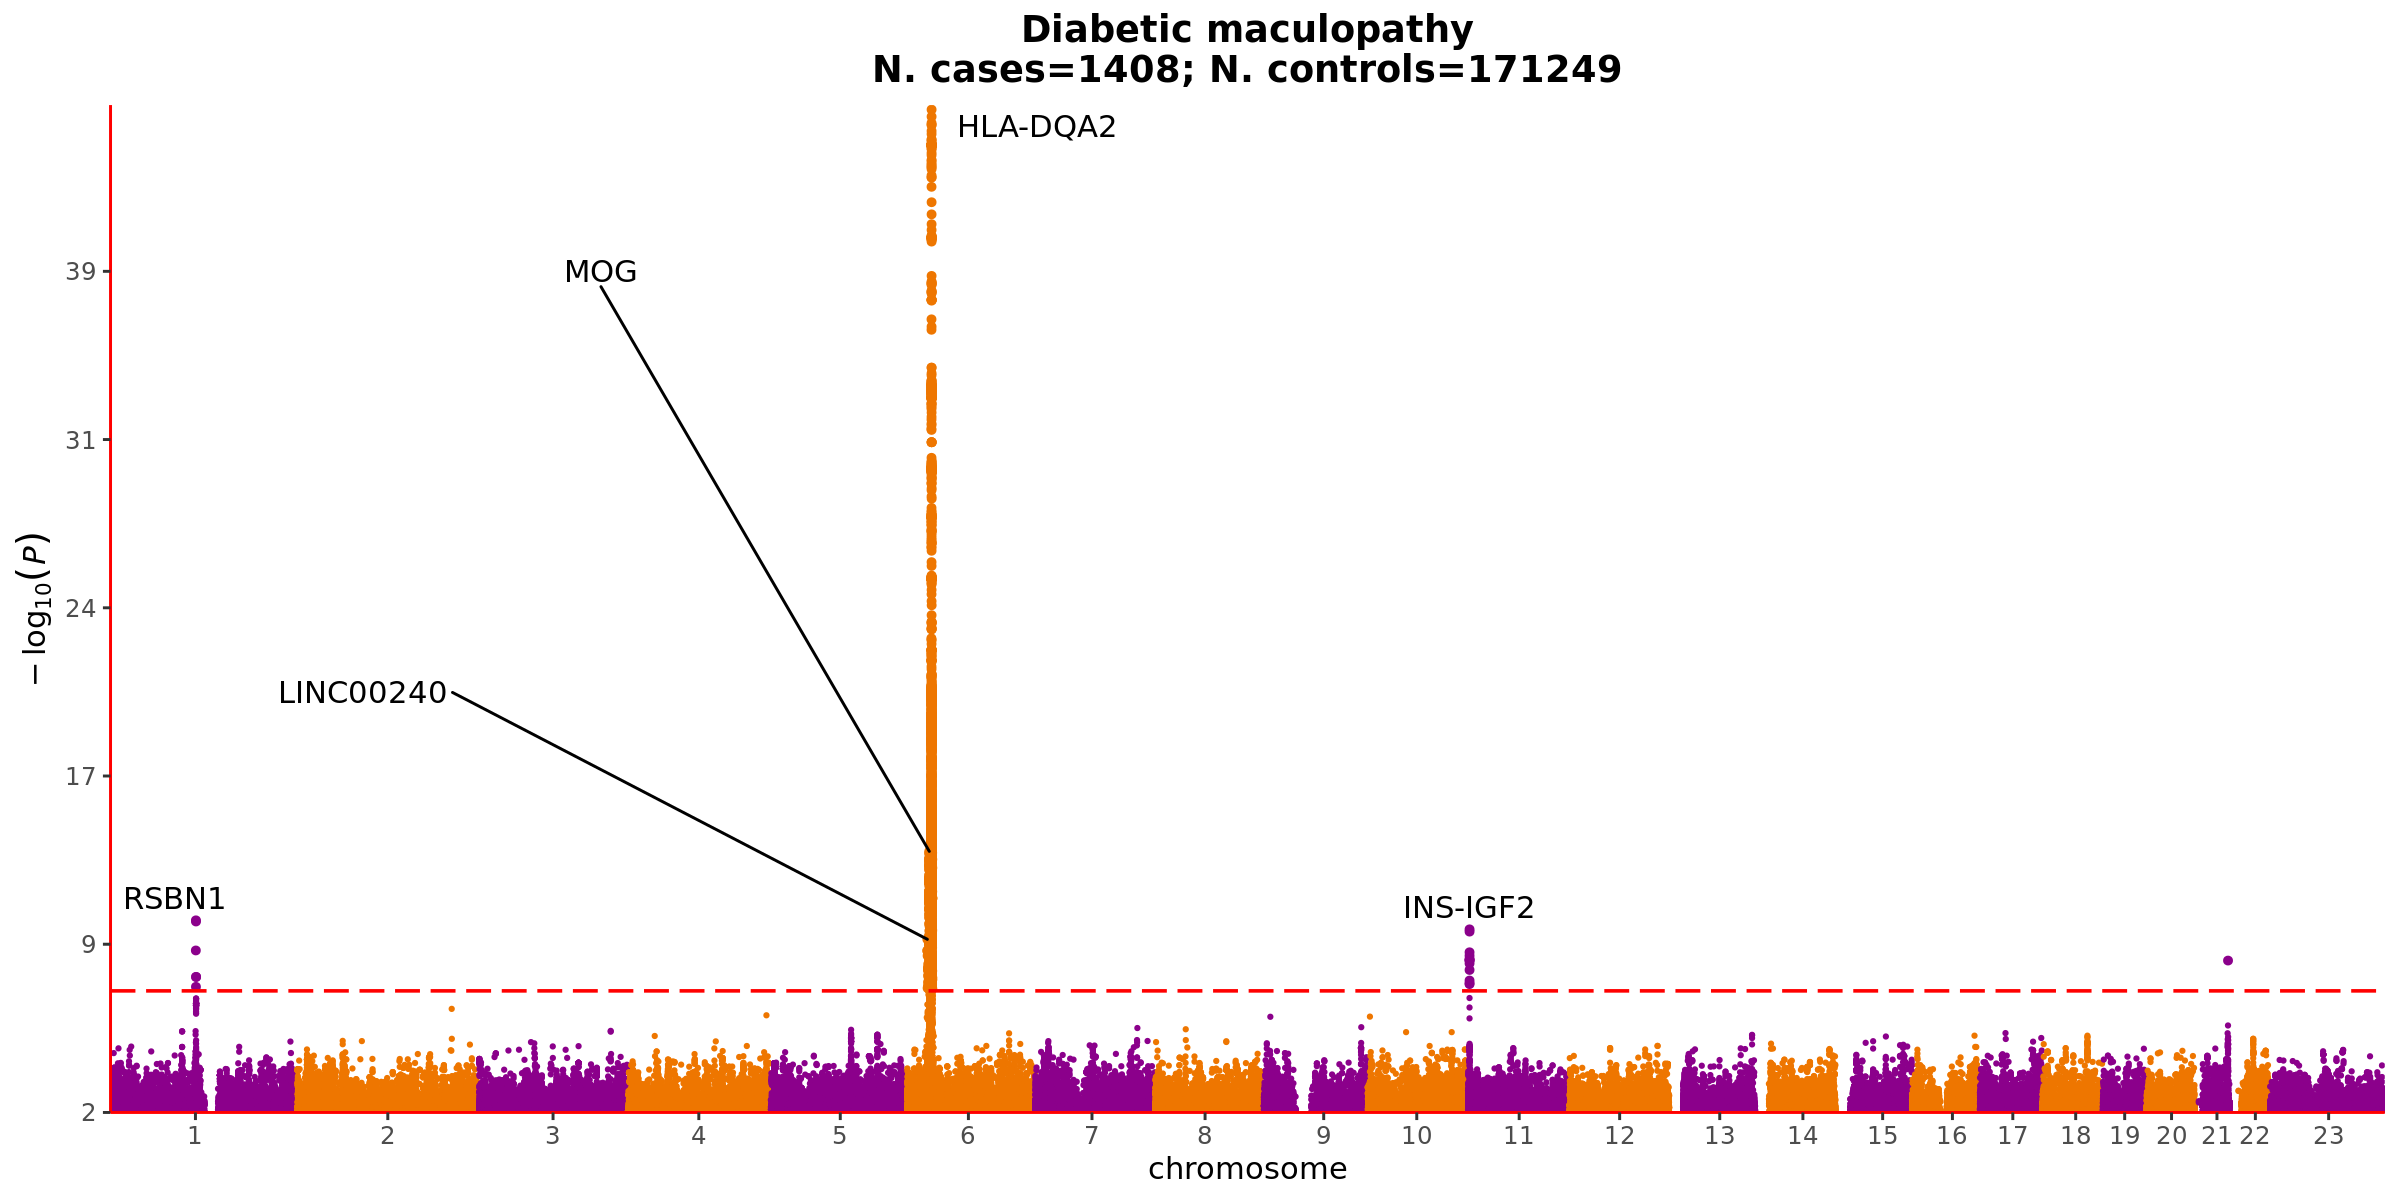 Diabetic maculopathy
N. cases=1408; N. controls=171249
HLA-DQA2
MOG
LINC00240
RSBN1
INS-IGF2
39
31
24
17
9
2
−log10(P)
1 2 3 4 5 6 7 8 9 10 11 12 13 14 15 16 17 18 19 20 21 22 23
chromosome